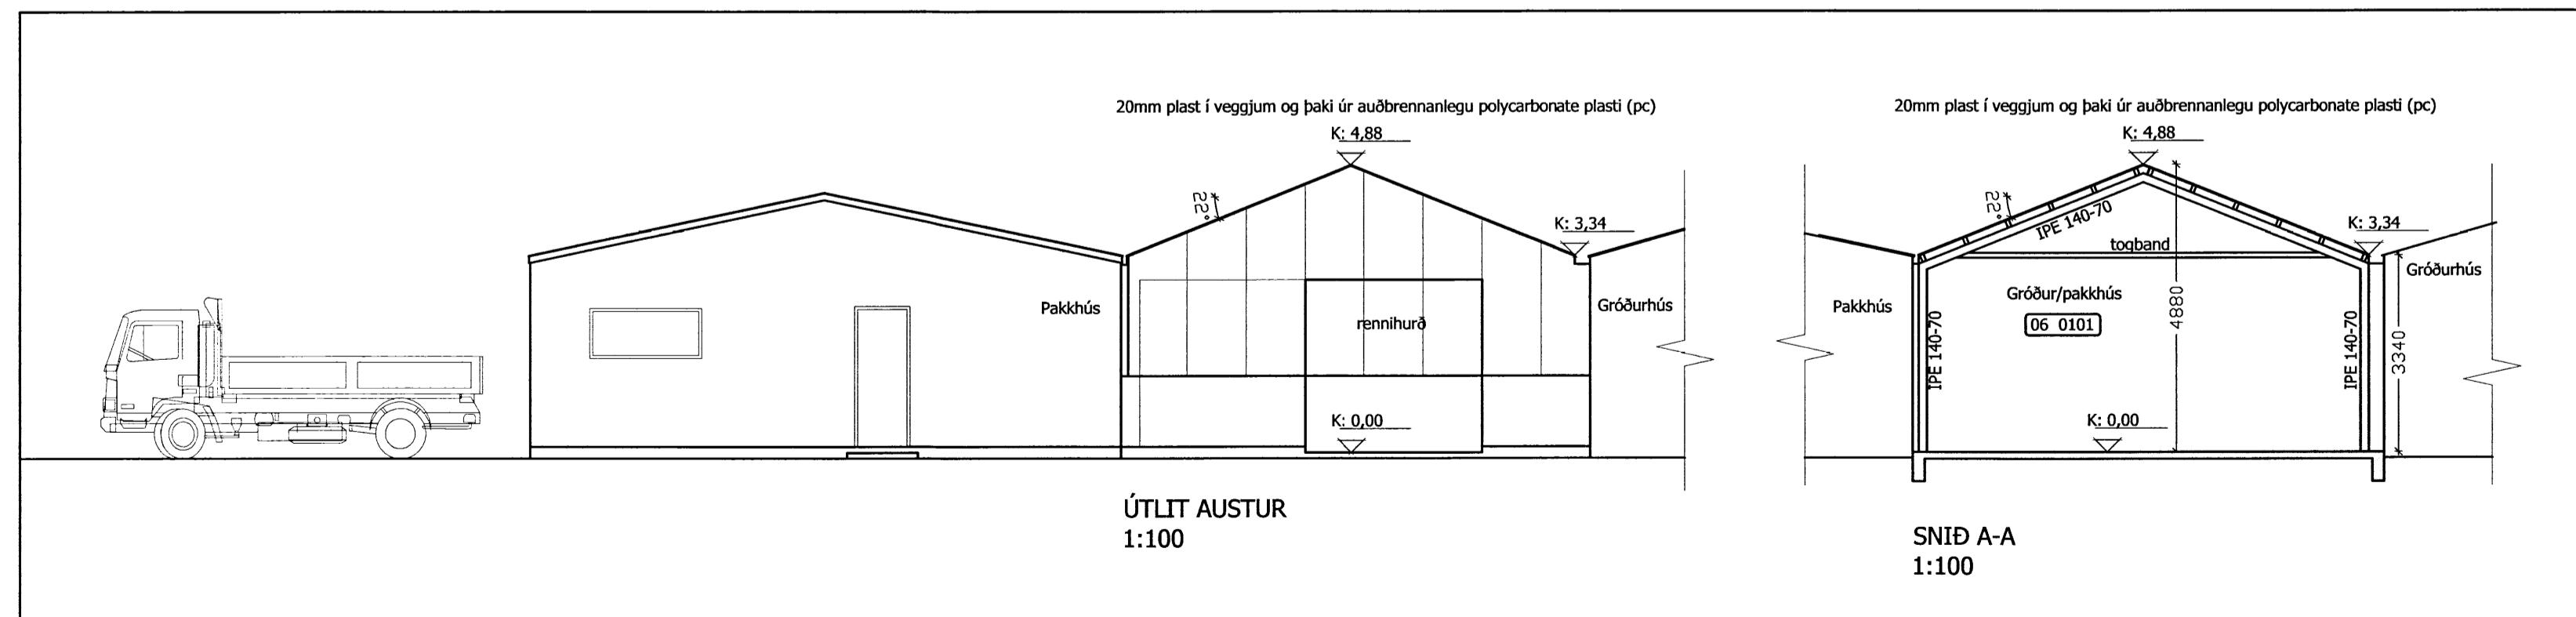 20mm plast í veggjum og þaki úr auðbrennanlegu polycarbonate plasti (pc)
K: 4,88
22°
K: 3,34
Pakkhús
rennihurð
Gróðurhús
K: 0,00
ÚTLIT AUSTUR
1:100
20mm plast í veggjum og þaki úr auðbrennanlegu polycarbonate plasti (pc)
K: 4,88
22°
IPE 140-70
togband
K: 3,34
Gróðurhús
Pakkhús
Gróður/pakkhús
06 0101
4880
IPE 140-70
IPE 140-70
3340
K: 0,00
SNIÐ A-A
1:100